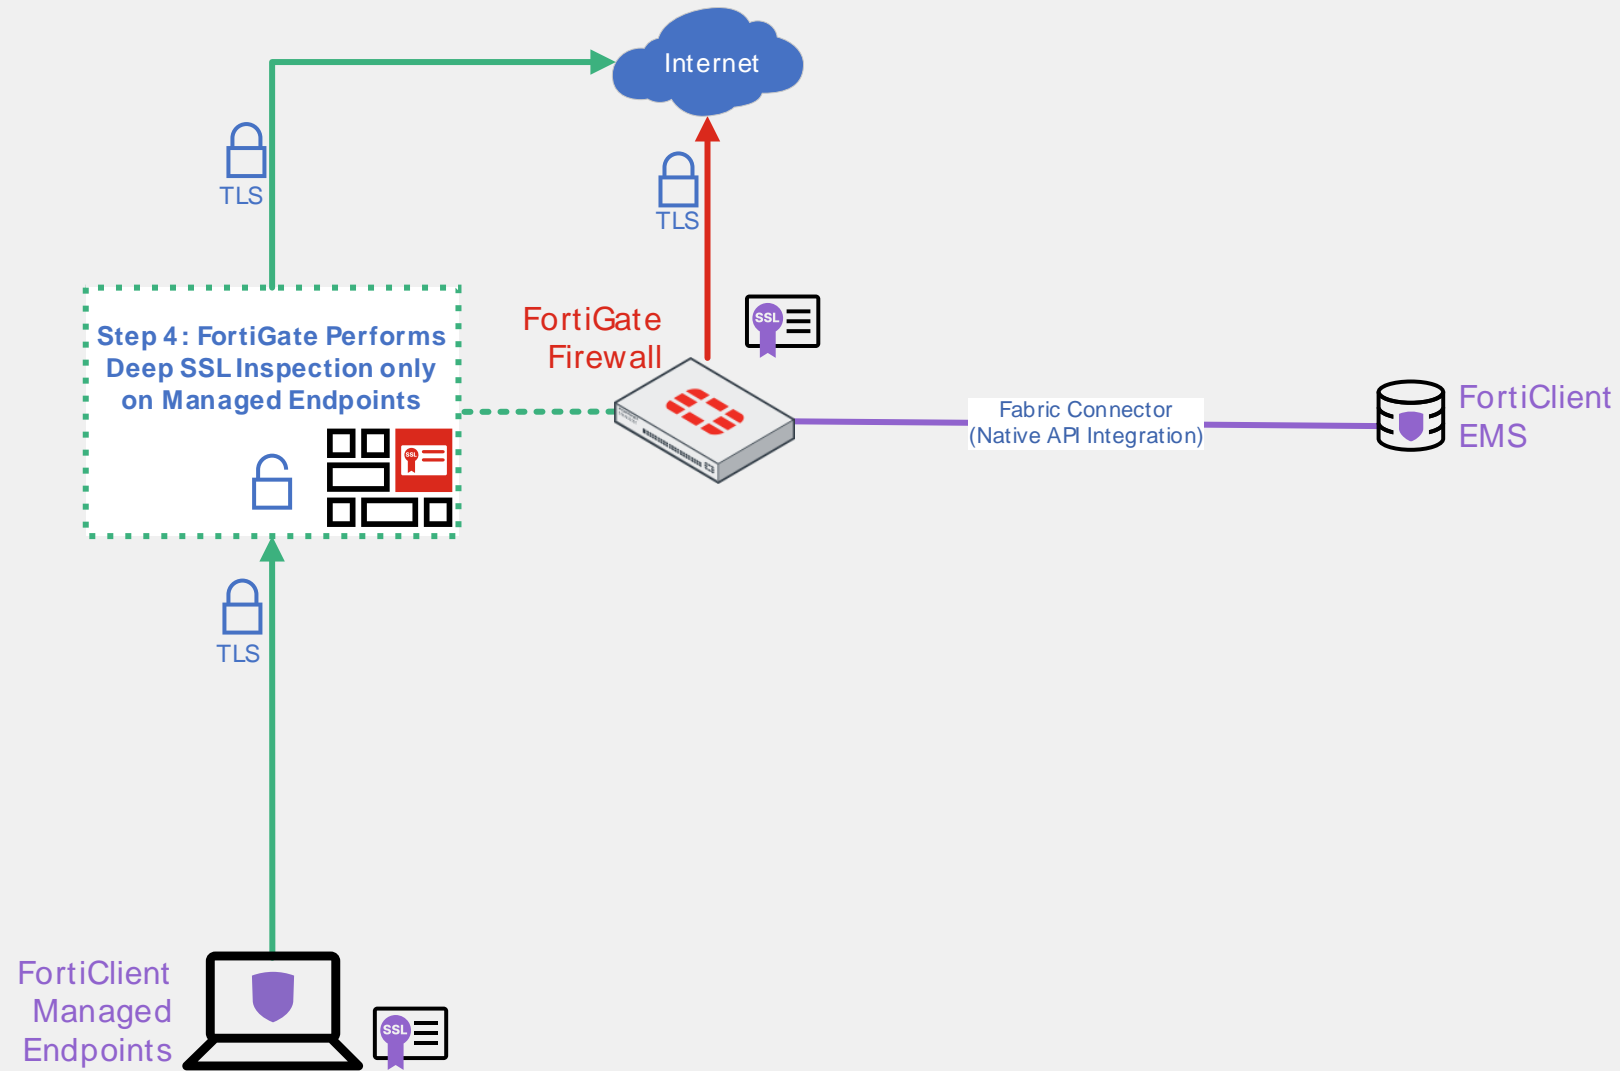 Internet
TLS
TLS
FortiGate
Firewall
SSL
Step 4: FortiGate Performs
Deep SSL Inspection only
on Managed Endpoints
SSL
Fabric Connector
(Native API Integration)
FortiClient
EMS
TLS
FortiClient
Managed
Endpoints
SSL